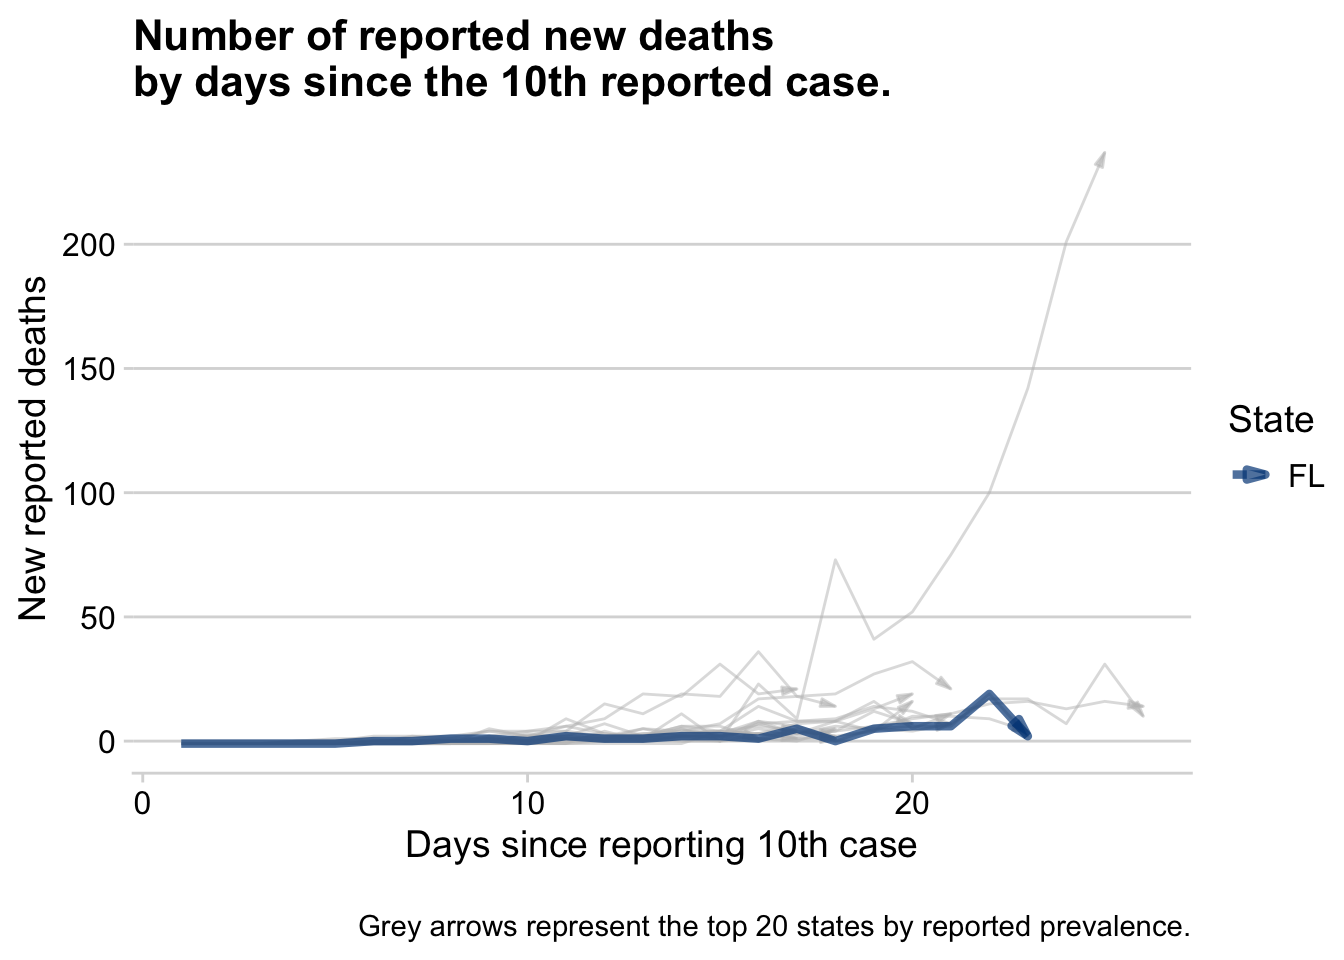 Number of reported new deaths
by days since the 10th reported case.
New reported deaths
200
150
100
50
0
0 10 20
Days since reporting 10th case
State
FL
Grey arrows represent the top 20 states by reported prevalence.